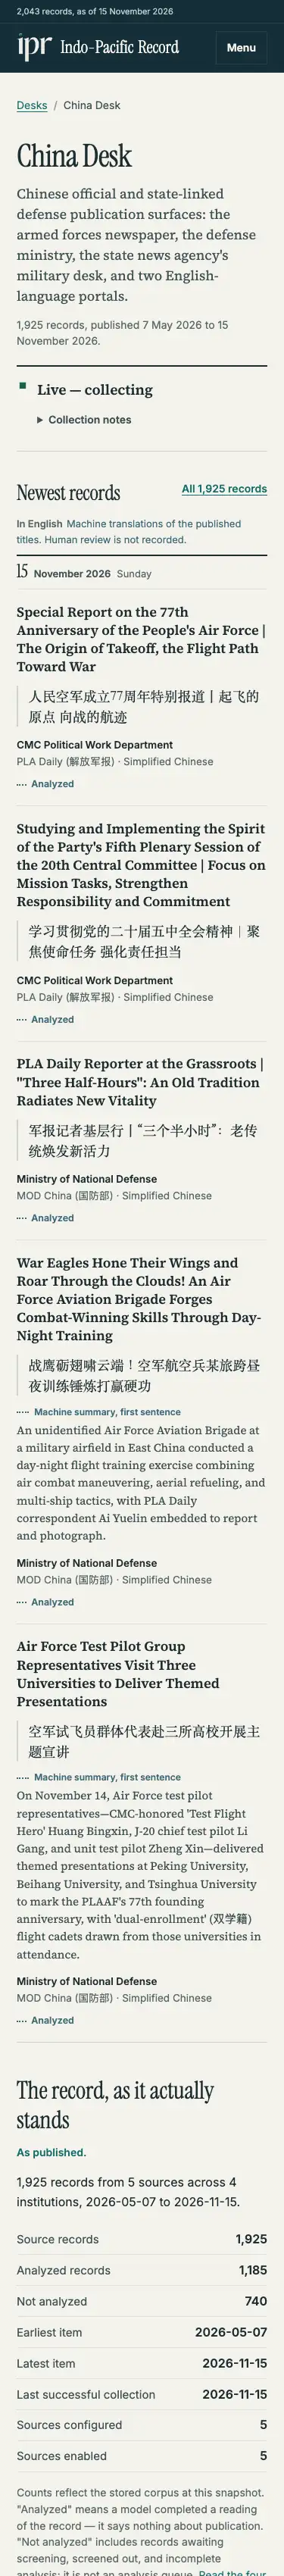 2,043 records, as of 15 November 2026
ipr Indo-Pacific Record
Menu
Desks / China Desk
China Desk
Chinese official and state-linked
defense publication surfaces: the
armed forces newspaper, the defense
ministry, the state news agency's
military desk, and two English-
language portals.
1,925 records, published 7 May 2026 to 15
November 2026.
Live — collecting
Collection notes
Newest records
All 1,925 records
In English Machine translations of the published
titles. Human review is not recorded.
15 November 2026 Sunday
Special Report on the 77th
Anniversary of the People's Air Force |
The Origin of Takeoff, the Flight Path
Toward War
人民空军成立77周年特别报道丨起飞的
原点 向战的航迹
CMC Political Work Department
PLA Daily (解放军报) · Simplified Chinese
Analyzed
Studying and Implementing the Spirit
of the Party's Fifth Plenary Session of
the 20th Central Committee | Focus on
Mission Tasks, Strengthen
Responsibility and Commitment
学习贯彻党的二十届五中全会精神｜聚
焦使命任务 强化责任担当
CMC Political Work Department
PLA Daily (解放军报) · Simplified Chinese
Analyzed
PLA Daily Reporter at the Grassroots |
"Three Half-Hours": An Old Tradition
Radiates New Vitality
军报记者基层行丨“三个半小时”：老传
统焕发新活力
Ministry of National Defense
MOD China (国防部) · Simplified Chinese
Analyzed
War Eagles Hone Their Wings and
Roar Through the Clouds! An Air
Force Aviation Brigade Forges
Combat-Winning Skills Through Day-
Night Training
战鹰砺翅啸云端！空军航空兵某旅跨昼
夜训练锤炼打赢硬功
Machine summary, first sentence
An unidentified Air Force Aviation Brigade at
a military airfield in East China conducted a
day-night flight training exercise combining
air combat maneuvering, aerial refueling, and
multi-ship tactics, with PLA Daily
correspondent Ai Yuelin embedded to report
and photograph.
Ministry of National Defense
MOD China (国防部) · Simplified Chinese
Analyzed
Air Force Test Pilot Group
Representatives Visit Three
Universities to Deliver Themed
Presentations
空军试飞员群体代表赴三所高校开展主
题宣讲
Machine summary, first sentence
On November 14, Air Force test pilot
representatives—CMC-honored 'Test Flight
Hero' Huang Bingxin, J-20 chief test pilot Li
Gang, and unit test pilot Zheng Xin—delivered
themed presentations at Peking University,
Beihang University, and Tsinghua University
to mark the PLAAF's 77th founding
anniversary, with 'dual-enrollment' (双学籍)
flight cadets drawn from those universities in
attendance.
Ministry of National Defense
MOD China (国防部) · Simplified Chinese
Analyzed
The record, as it actually
stands
As published.
1,925 records from 5 sources across 4
institutions, 2026-05-07 to 2026-11-15.
Source records 1,925
Analyzed records 1,185
Not analyzed 740
Earliest item 2026-05-07
Latest item 2026-11-15
Last successful collection 2026-11-15
Sources configured 5
Sources enabled 5
Counts reflect the stored corpus at this snapshot.
"Analyzed" means a model completed a reading
of the record — it says nothing about publication.
"Not analyzed" includes records awaiting
screening, screened out, and incomplete
analysis; it is not an analysis queue. Read the four